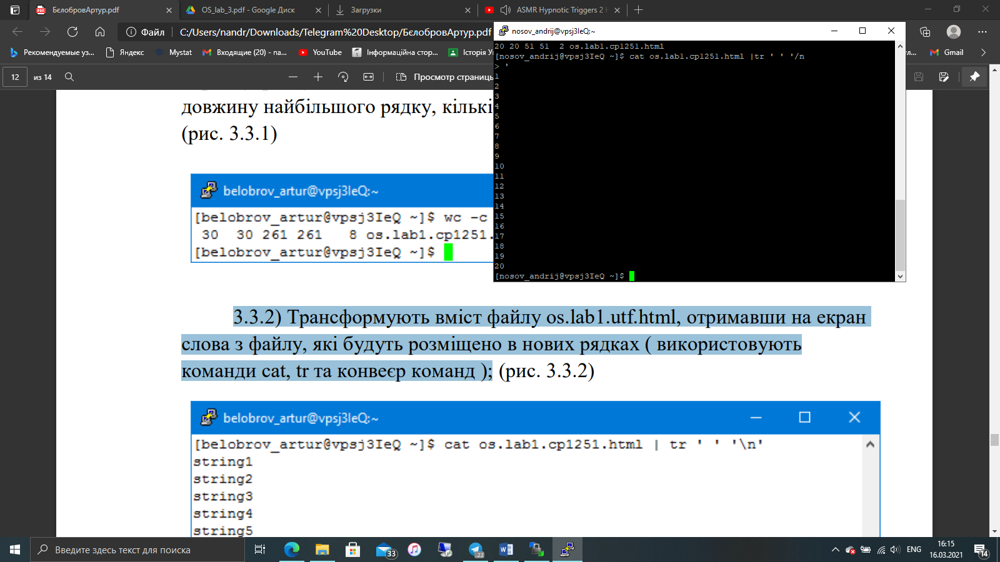 БєлобровАртур.pdf
OS_lab_3.pdf - Google Диск
Загрузки
ASMR Hypnotic Triggers 2
Файл
C:/Users/nandr/Downloads/Telegram%20Desktop/БєлобровАртур.pdf
Рекомендуемые уз...
Яндекс
Mystat
Входящие (20) - na...
YouTube
Інформаційна стор...
Історія
Gmail
12
из 14
Просмотр страницы
nosov_andrij@vpsj3IeQ:~
20 20 51 51  2 os.lab1.cp1251.html
[nosov_andrij@vpsj3IeQ ~]$ cat os.lab1.cp1251.html |tr ' ' '/n
> '
1
2
3
4
5
6
7
8
9
10
11
12
13
14
15
16
17
18
19
20
[nosov_andrij@vpsj3IeQ ~]$
довжину найбільшого рядку, кількі
(рис. 3.3.1)
belobrov_artur@vpsj3IeQ:~
[belobrov_artur@vpsj3IeQ ~]$ wc -c
30  30 261 261   8 os.lab1.cp1251.
[belobrov_artur@vpsj3IeQ ~]$
3.3.2) Трансформують вміст файлу os.lab1.utf.html, отримавши на екран
слова з файлу, які будуть розміщено в нових рядках ( використовують
команди cat, tr та конвеєр команд ); (рис. 3.3.2)
belobrov_artur@vpsj3IeQ:~
[belobrov_artur@vpsj3IeQ ~]$ cat os.lab1.cp1251.html | tr ' ' '\n'
string1
string2
string3
string4
string5
Введите здесь текст для поиска
33
22
ENG
16:15
16.03.2021
14